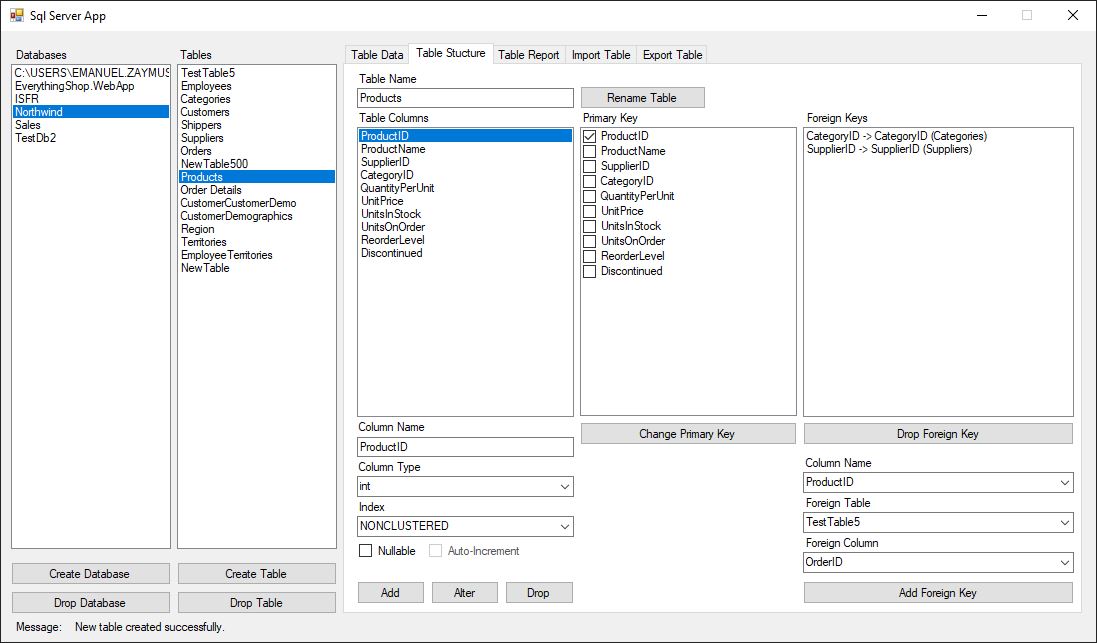 Sql Server App
Databases
C:\USERS\EMANUEL.ZAYMUS
EverythingShop.WebApp
ISFR
Northwind
Sales
TestDb2
Create Database
Drop Database
Tables
TestTable5
Employees
Categories
Customers
Shippers
Suppliers
Orders
NewTable500
Products
Order Details
CustomerCustomerDemo
CustomerDemographics
Region
Territories
EmployeeTerritories
NewTable
Create Table
Drop Table
Table Data
Table Stucture
Table Report
Import Table
Export Table
Table Name
Products
Rename Table
Table Columns
ProductID
ProductName
SupplierID
CategoryID
QuantityPerUnit
UnitPrice
UnitsInStock
UnitsOnOrder
ReorderLevel
Discontinued
Column Name
ProductID
Column Type
int
Index
NONCLUSTERED
Nullable
Auto-Increment
Add
Alter
Drop
Primary Key
ProductID
ProductName
SupplierID
CategoryID
QuantityPerUnit
UnitPrice
UnitsInStock
UnitsOnOrder
ReorderLevel
Discontinued
Change Primary Key
Foreign Keys
CategoryID -> CategoryID (Categories)
SupplierID -> SupplierID (Suppliers)
Drop Foreign Key
Column Name
ProductID
Foreign Table
TestTable5
Foreign Column
OrderID
Add Foreign Key
Message: New table created successfully.